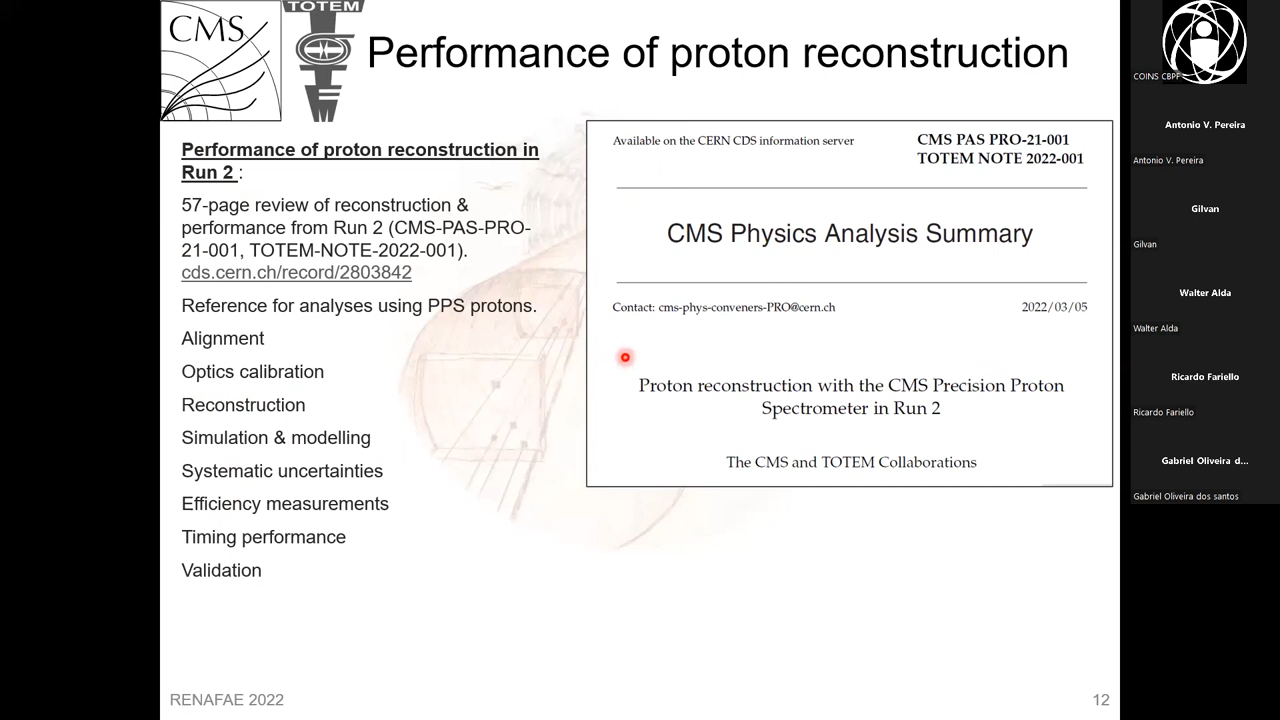 CMS
TOTEM
Performance of proton reconstruction
Performance of proton reconstruction in
Run 2 :
57-page review of reconstruction &
performance from Run 2 (CMS-PAS-PRO-
21-001, TOTEM-NOTE-2022-001).
cds.cern.ch/record/2803842
Reference for analyses using PPS protons.
Alignment
Optics calibration
Reconstruction
Simulation & modelling
Systematic uncertainties
Efficiency measurements
Timing performance
Validation
Available on the CERN CDS information server
CMS PAS PRO-21-001
TOTEM NOTE 2022-001
CMS Physics Analysis Summary
Contact: cms-phys-conveners-PRO@cern.ch
2022/03/05
Proton reconstruction with the CMS Precision Proton
Spectrometer in Run 2
The CMS and TOTEM Collaborations
RENAFAE 2022
12
COINS CBPF
Antonio V. Pereira
Antonio V. Pereira
Gilvan
Gilvan
Walter Alda
Walter Alda
Ricardo Fariello
Ricardo Fariello
Gabriel Oliveira d...
Gabriel Oliveira dos santos